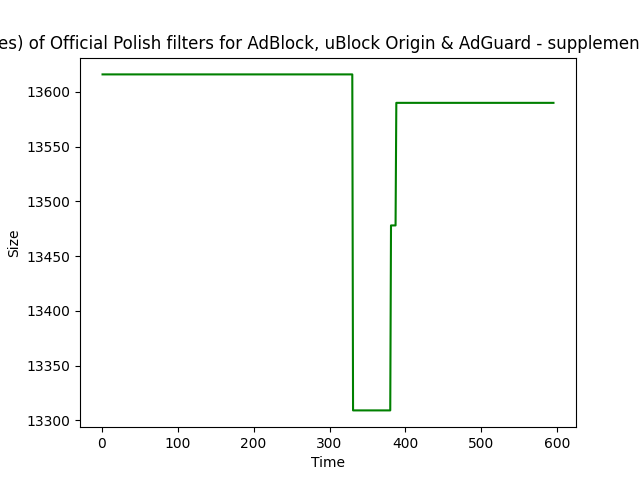 es) of Official Polish filters for AdBlock, uBlock Origin & AdGuard - supplemen
13600
13550
13500
13450
13400
13350
13300
Size
0 100 200 300 400 500 600
Time